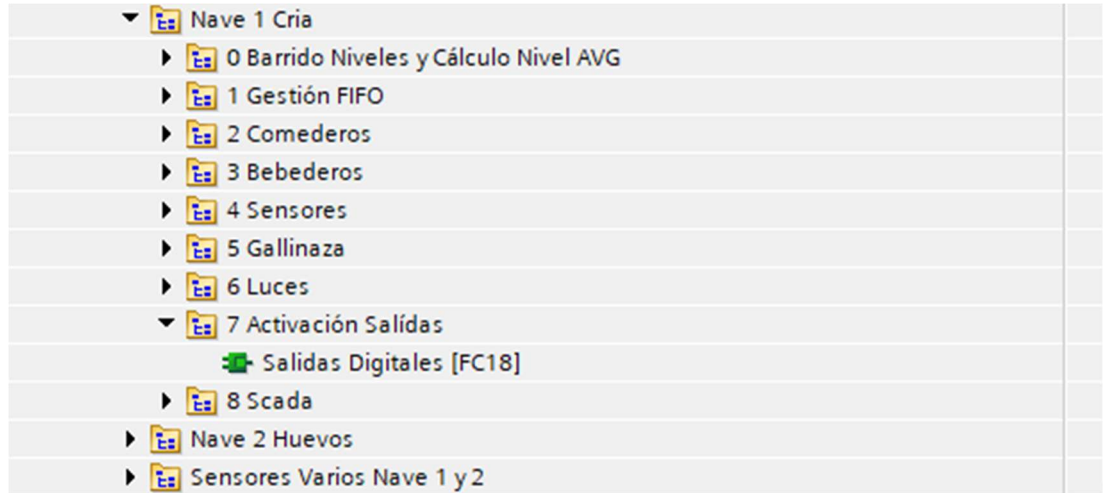 Nave 1 Cria
0 Barrido Niveles y Cálculo Nivel AVG
1 Gestión FIFO
2 Comederos
3 Bebederos
4 Sensores
5 Gallinaza
6 Luces
7 Activación Salídas
Salidas Digitales [FC18]
8 Scada
Nave 2 Huevos
Sensores Varios Nave 1 y 2